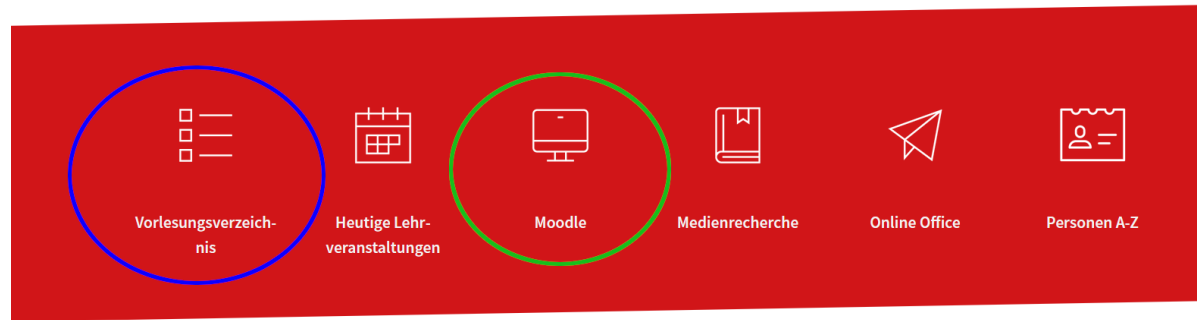 Vorlesungsverzeich-
nis
Heutige Lehr-
veranstaltungen
Moodle
Medienrecherche
Online Office
Personen A-Z